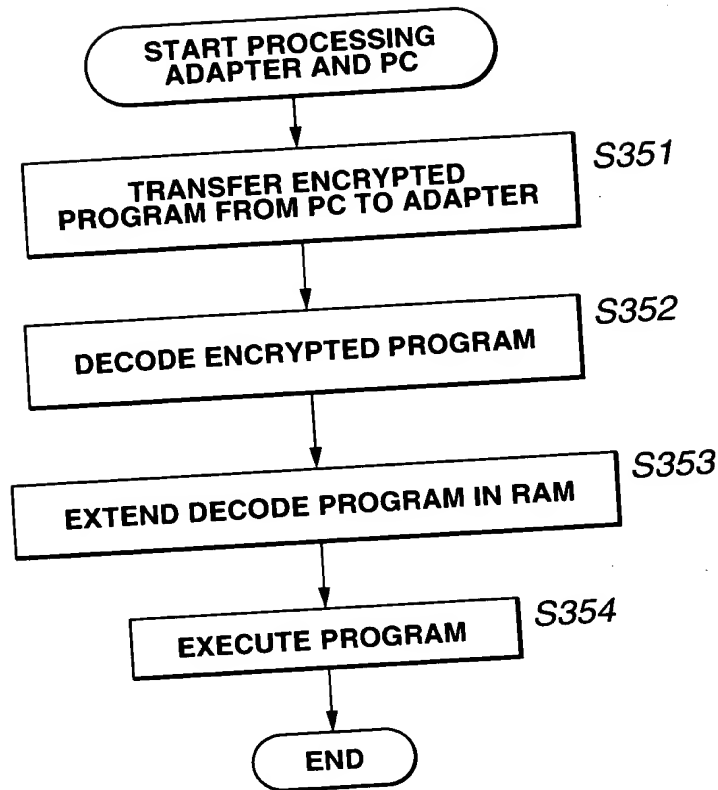 START PROCESSING
ADAPTER AND PC
S351
TRANSFER ENCRYPTED
PROGRAM FROM PC TO ADAPTER
S352
DECODE ENCRYPTED PROGRAM
S353
EXTEND DECODE PROGRAM IN RAM
S354
EXECUTE PROGRAM
END